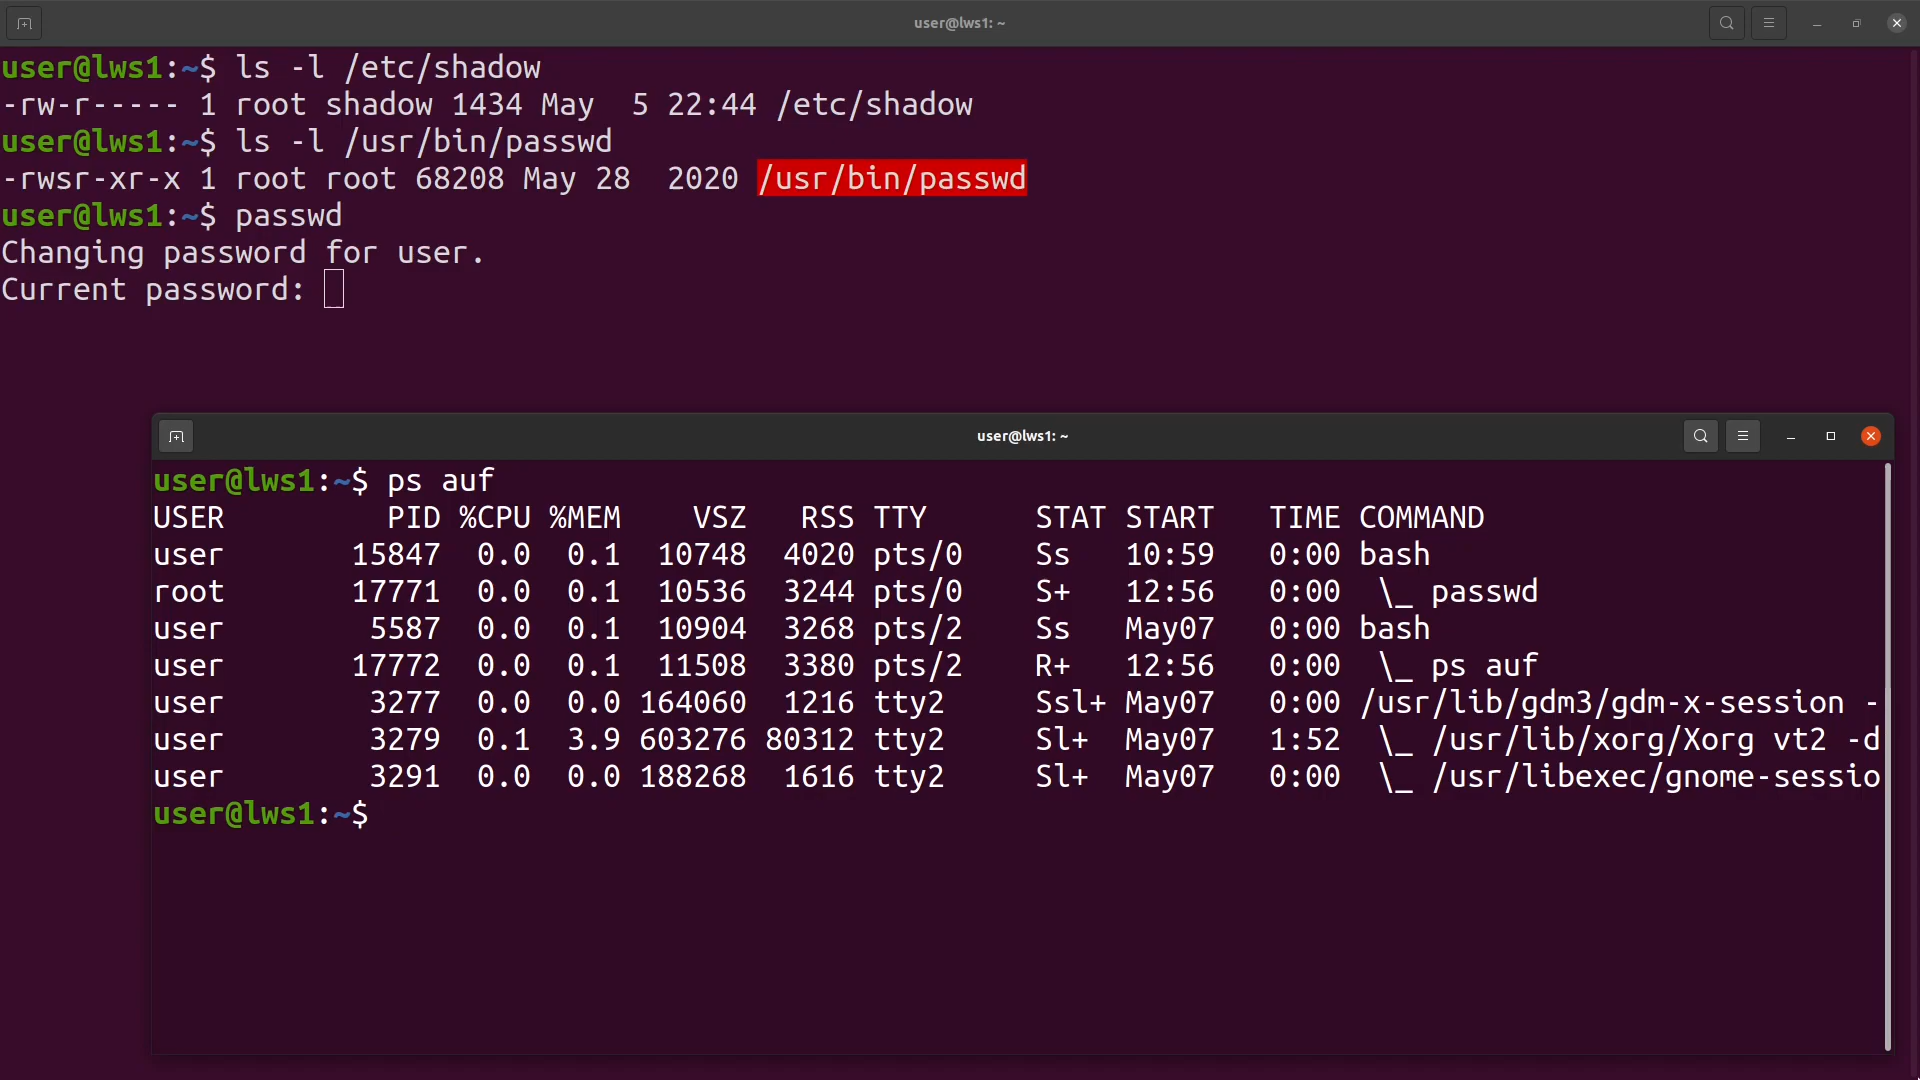 user@lws1: ~
user@lws1:~$ ls -l /etc/shadow
-rw-r----- 1 root shadow 1434 May  5 22:44 /etc/shadow
user@lws1:~$ ls -l /usr/bin/passwd
-rwsr-xr-x 1 root root 68208 May 28  2020 /usr/bin/passwd
user@lws1:~$ passwd
Changing password for user.
Current password:
user@lws1: ~
user@lws1:~$ ps auf
USER         PID %CPU %MEM    VSZ   RSS TTY      STAT START   TIME COMMAND
user       15847  0.0  0.1  10748  4020 pts/0    Ss   10:59   0:00 bash
root       17771  0.0  0.1  10536  3244 pts/0    S+   12:56   0:00  \_ passwd
user        5587  0.0  0.1  10904  3268 pts/2    Ss   May07   0:00 bash
user       17772  0.0  0.1  11508  3380 pts/2    R+   12:56   0:00  \_ ps auf
user        3277  0.0  0.0 164060  1216 tty2     Ssl+ May07   0:00 /usr/lib/gdm3/gdm-x-session -
user        3279  0.1  3.9 603276 80312 tty2     Sl+  May07   1:52  \_ /usr/lib/xorg/Xorg vt2 -d
user        3291  0.0  0.0 188268  1616 tty2     Sl+  May07   0:00  \_ /usr/libexec/gnome-sessio
user@lws1:~$